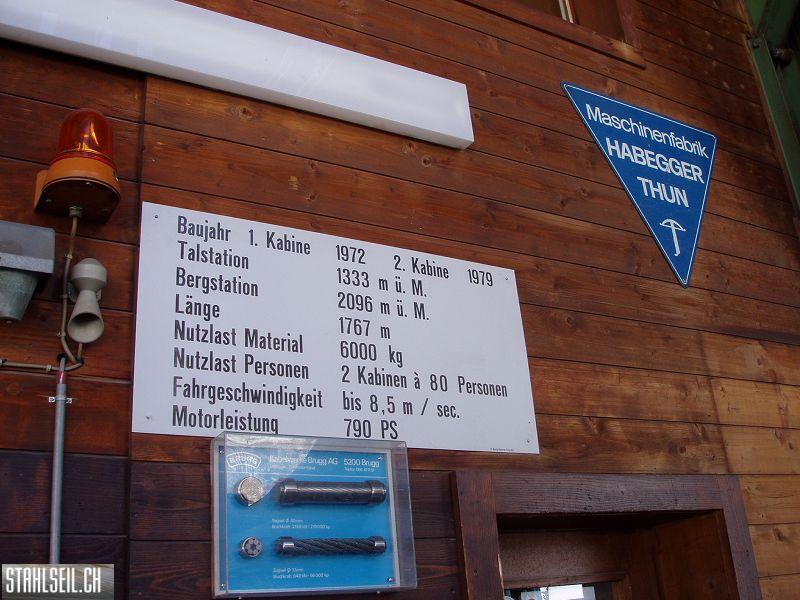 Maschinenfabrik
HABEGGER
THUN
Baujahr 1. Kabine 1972 2. Kabine 1979
Talstation 1333 m ü. M.
Bergstation 2096 m ü. M.
Länge 1767 m
Nutzlast Material 6000 kg
Nutzlast Personen 2 Kabinen à 80 Personen
Fahrgeschwindigkeit bis 8,5 m / sec.
Motorleistung 790 PS
BRUGG
Kabelwerke Brugg AG 5200 Brugg
STAHLSEIL.CH